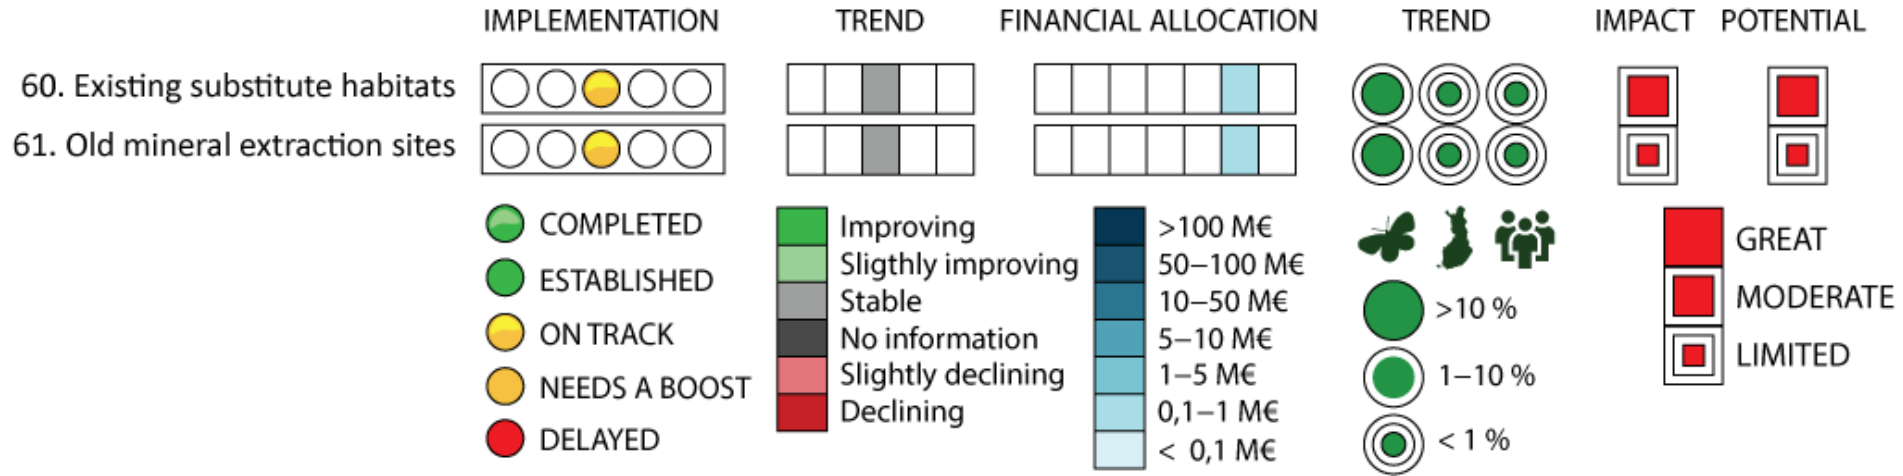 IMPLEMENTATION TREND FINANCIAL ALLOCATION TREND IMPACT POTENTIAL
60. Existing substitute habitats
61. Old mineral extraction sites
COMPLETED
ESTABLISHED
ON TRACK
NEEDS A BOOST
DELAYED
Improving
Sligthly improving
Stable
No information
Slightly declining
Declining
>100 M€
50–100 M€
10–50 M€
5–10 M€
1–5 M€
0,1–1 M€
< 0,1 M€
>10 %
1–10 %
< 1 %
GREAT
MODERATE
LIMITED